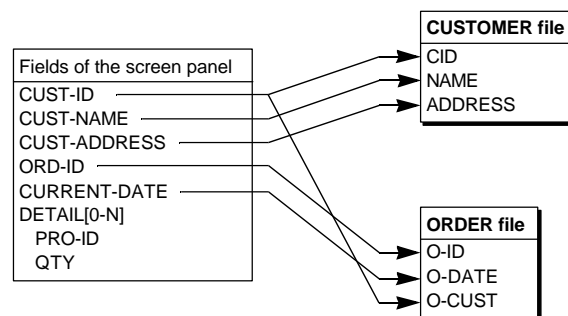 Fields of the screen panel
CUST-ID
CUST-NAME
CUST-ADDRESS
ORD-ID
CURRENT-DATE
DETAIL[0-N]
PRO-ID
QTY
CUSTOMER file
CID
NAME
ADDRESS
ORDER file
O-ID
O-DATE
O-CUST